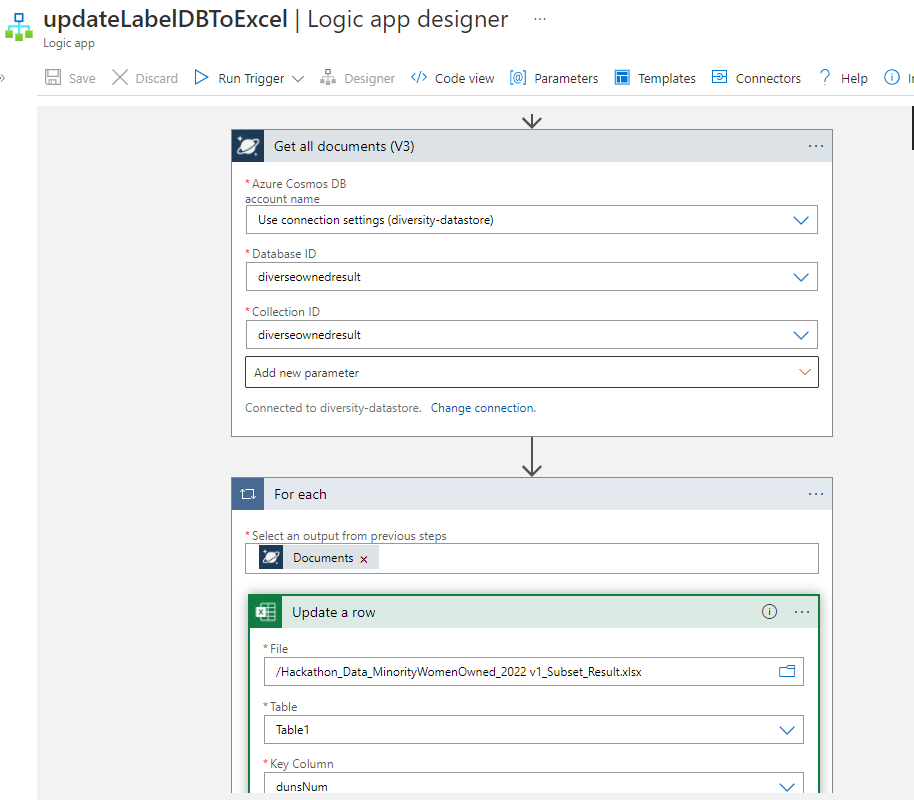 updateLabelDBToExcel | Logic app designer ...
Logic app
Save Discard Run Trigger Designer </> Code view [@] Parameters Templates Connectors ? Help In
Get all documents (V3) ...
* Azure Cosmos DB
account name
Use connection settings (diversity-datastore)
* Database ID
diverseownedresult
* Collection ID
diverseownedresult
Add new parameter
Connected to diversity-datastore. Change connection.
For each ...
* Select an output from previous steps
Documents ×
Update a row ...
* File
/Hackathon_Data_MinorityWomenOwned_2022 v1_Subset_Result.xlsx
* Table
Table1
* Key Column
dunsNum